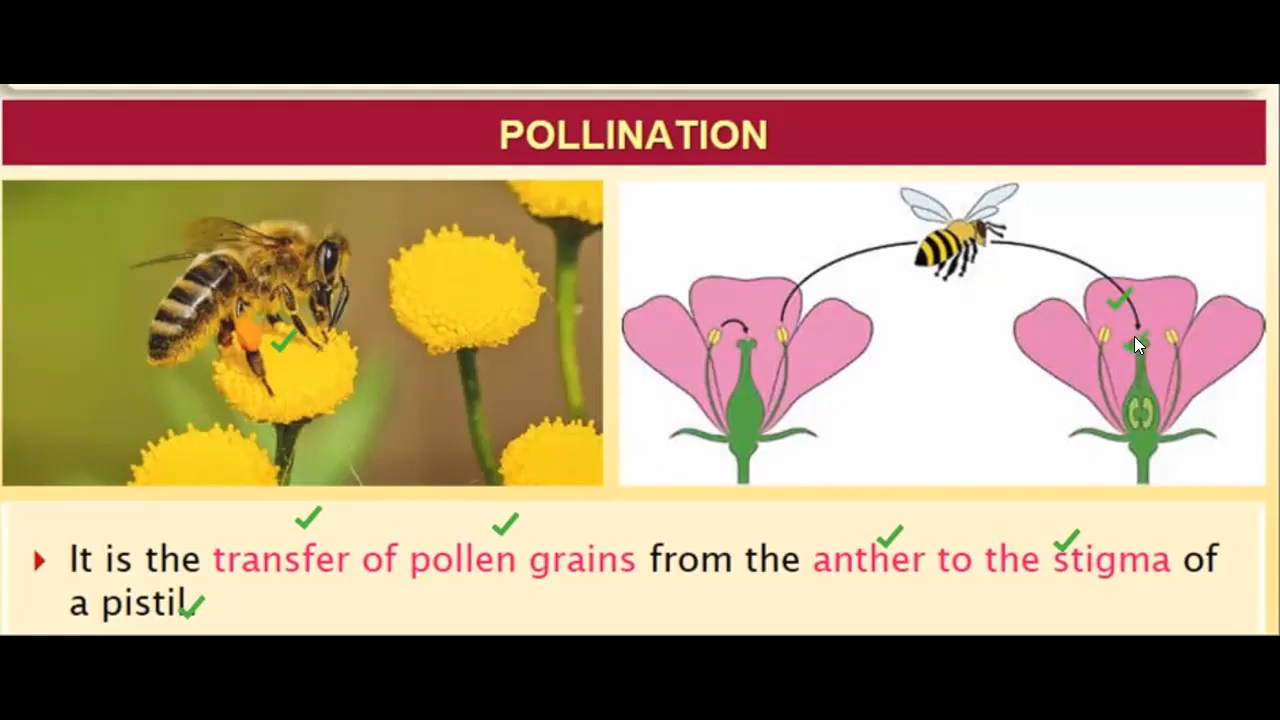 POLLINATION
It is the transfer of pollen grains from the anther to the stigma of
a pistil.